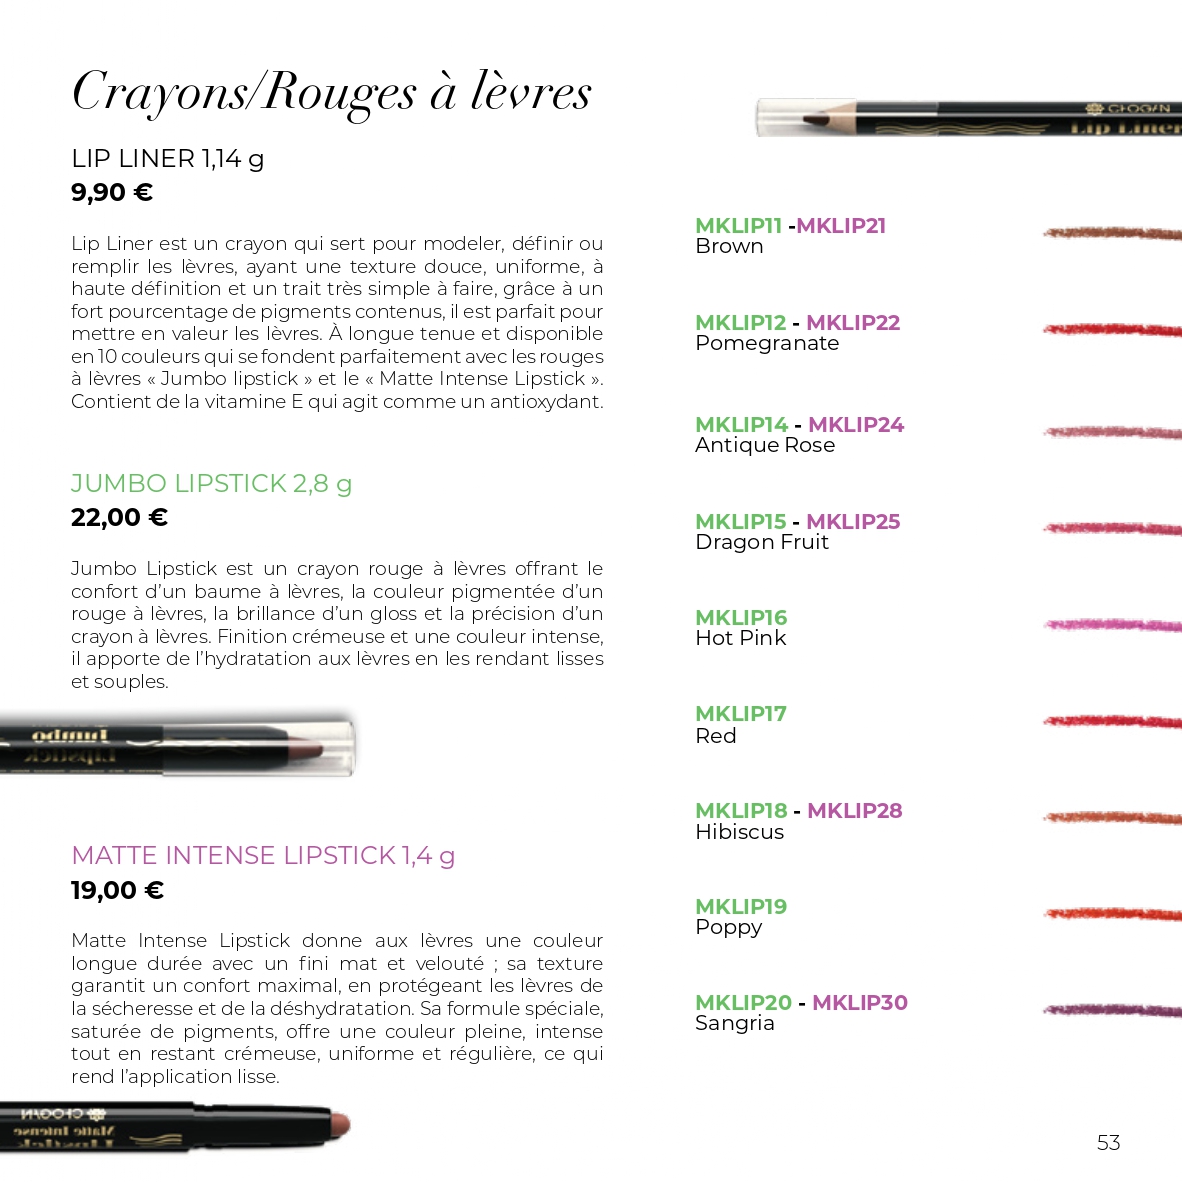 Crayons/Rouges à lèvres
LIP LINER 1,14 g
9,90 €
Lip Liner est un crayon qui sert pour modeler, définir ou
remplir les lèvres, ayant une texture douce, uniforme, à
haute définition et un trait très simple à faire, grâce à un
fort pourcentage de pigments contenus, il est parfait pour
mettre en valeur les lèvres. À longue tenue et disponible
en 10 couleurs qui se fondent parfaitement avec les rouges
à lèvres « Jumbo lipstick » et le « Matte Intense Lipstick ».
Contient de la vitamine E qui agit comme un antioxydant.
JUMBO LIPSTICK 2,8 g
22,00 €
Jumbo Lipstick est un crayon rouge à lèvres offrant le
confort d’un baume à lèvres, la couleur pigmentée d’un
rouge à lèvres, la brillance d’un gloss et la précision d’un
crayon à lèvres. Finition crémeuse et une couleur intense,
il apporte de l’hydratation aux lèvres en les rendant lisses
et souples.
Jumbo
Lipstick
MATTE INTENSE LIPSTICK 1,4 g
19,00 €
Matte Intense Lipstick donne aux lèvres une couleur
longue durée avec un fini mat et velouté ; sa texture
garantit un confort maximal, en protégeant les lèvres de
la sécheresse et de la déshydratation. Sa formule spéciale,
saturée de pigments, offre une couleur pleine, intense
tout en restant crémeuse, uniforme et régulière, ce qui
rend l’application lisse.
CHOGAN
Matte Intense
Lipstick
CHOGAN
Lip Liner
MKLIP11 -MKLIP21
Brown
MKLIP12 - MKLIP22
Pomegranate
MKLIP14 - MKLIP24
Antique Rose
MKLIP15 - MKLIP25
Dragon Fruit
MKLIP16
Hot Pink
MKLIP17
Red
MKLIP18 - MKLIP28
Hibiscus
MKLIP19
Poppy
MKLIP20 - MKLIP30
Sangria
53